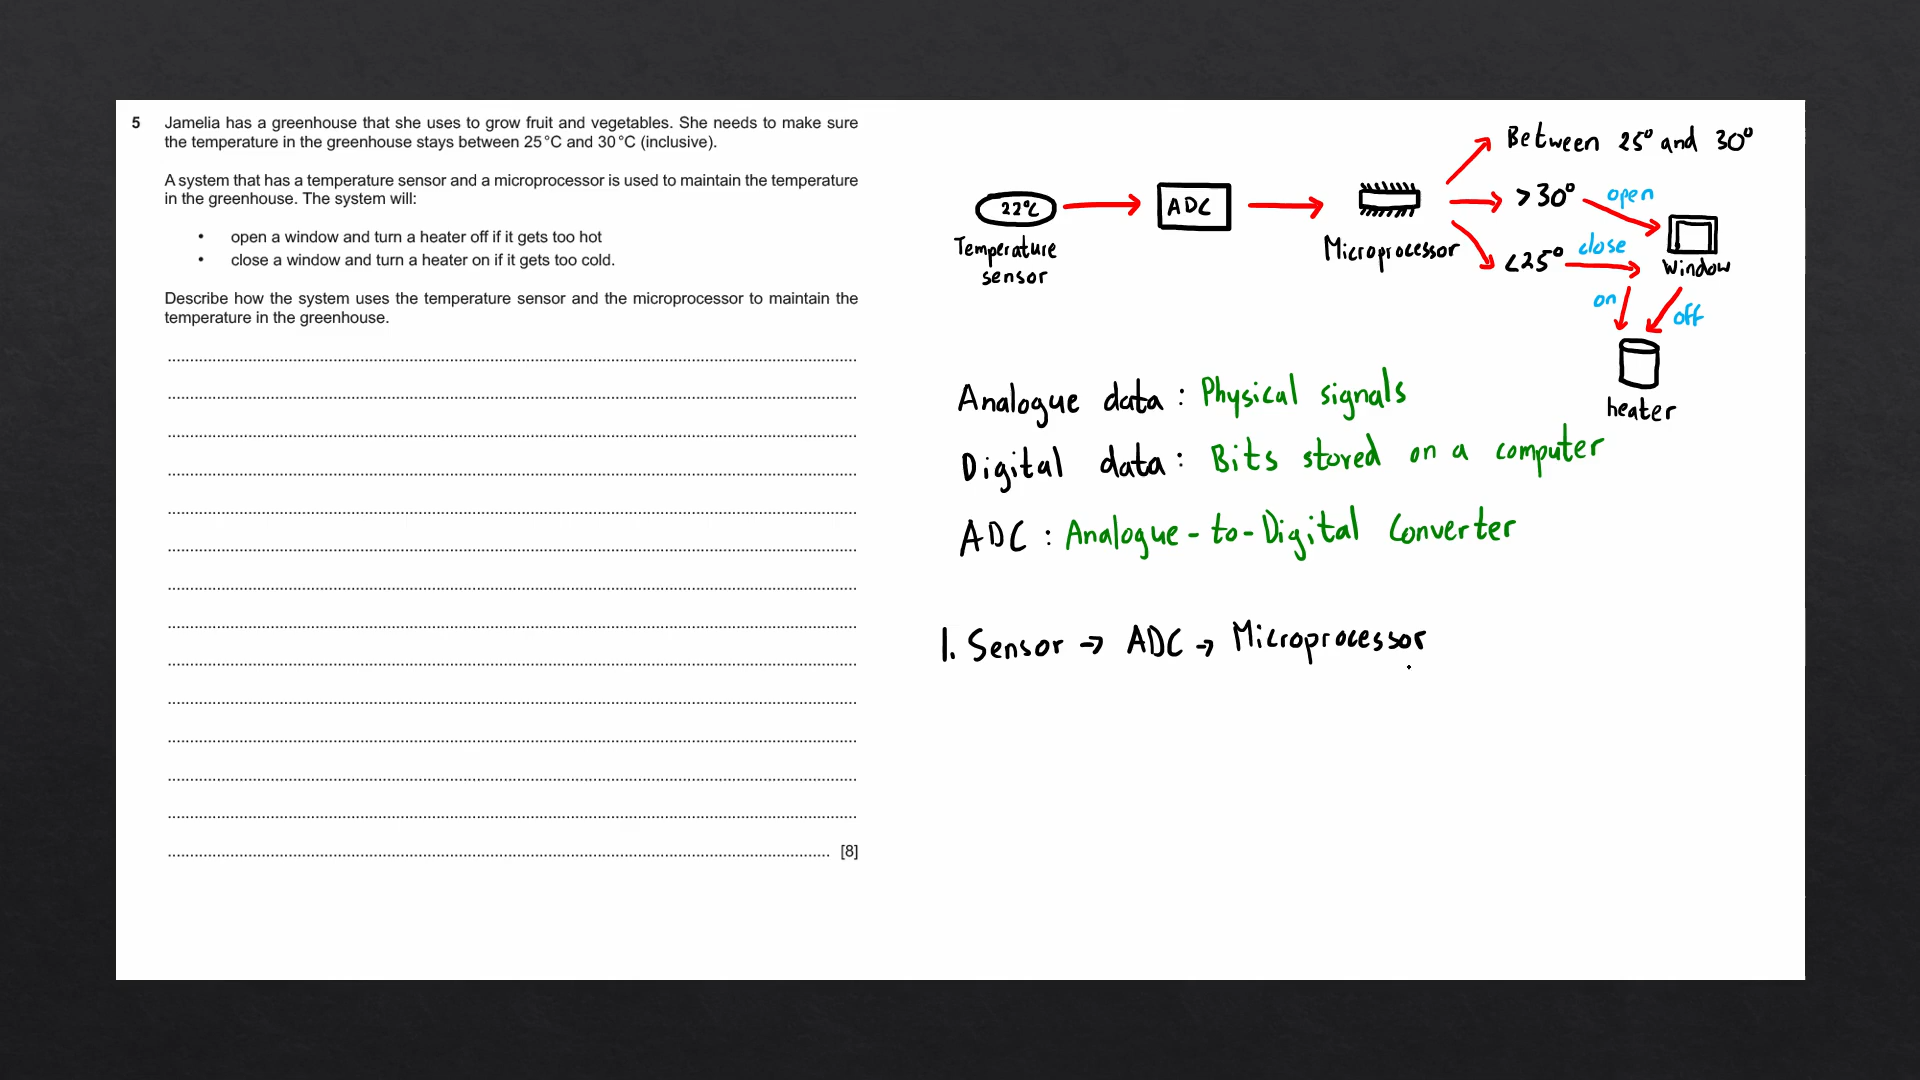 5 Jamelia has a greenhouse that she uses to grow fruit and vegetables. She needs to make sure
the temperature in the greenhouse stays between 25 °C and 30 °C (inclusive).
A system that has a temperature sensor and a microprocessor is used to maintain the temperature
in the greenhouse. The system will:
• open a window and turn a heater off if it gets too hot
• close a window and turn a heater on if it gets too cold.
Describe how the system uses the temperature sensor and the microprocessor to maintain the
temperature in the greenhouse.
[8]
22°C
Temperature
sensor
ADC
Microprocessor
Between 25° and 30°
>30°
open
<25°
close
Window
on
off
heater
Analogue data : Physical signals
Digital data : Bits stored on a computer
ADC : Analogue-to-Digital Converter
1. Sensor → ADC → Microprocessor